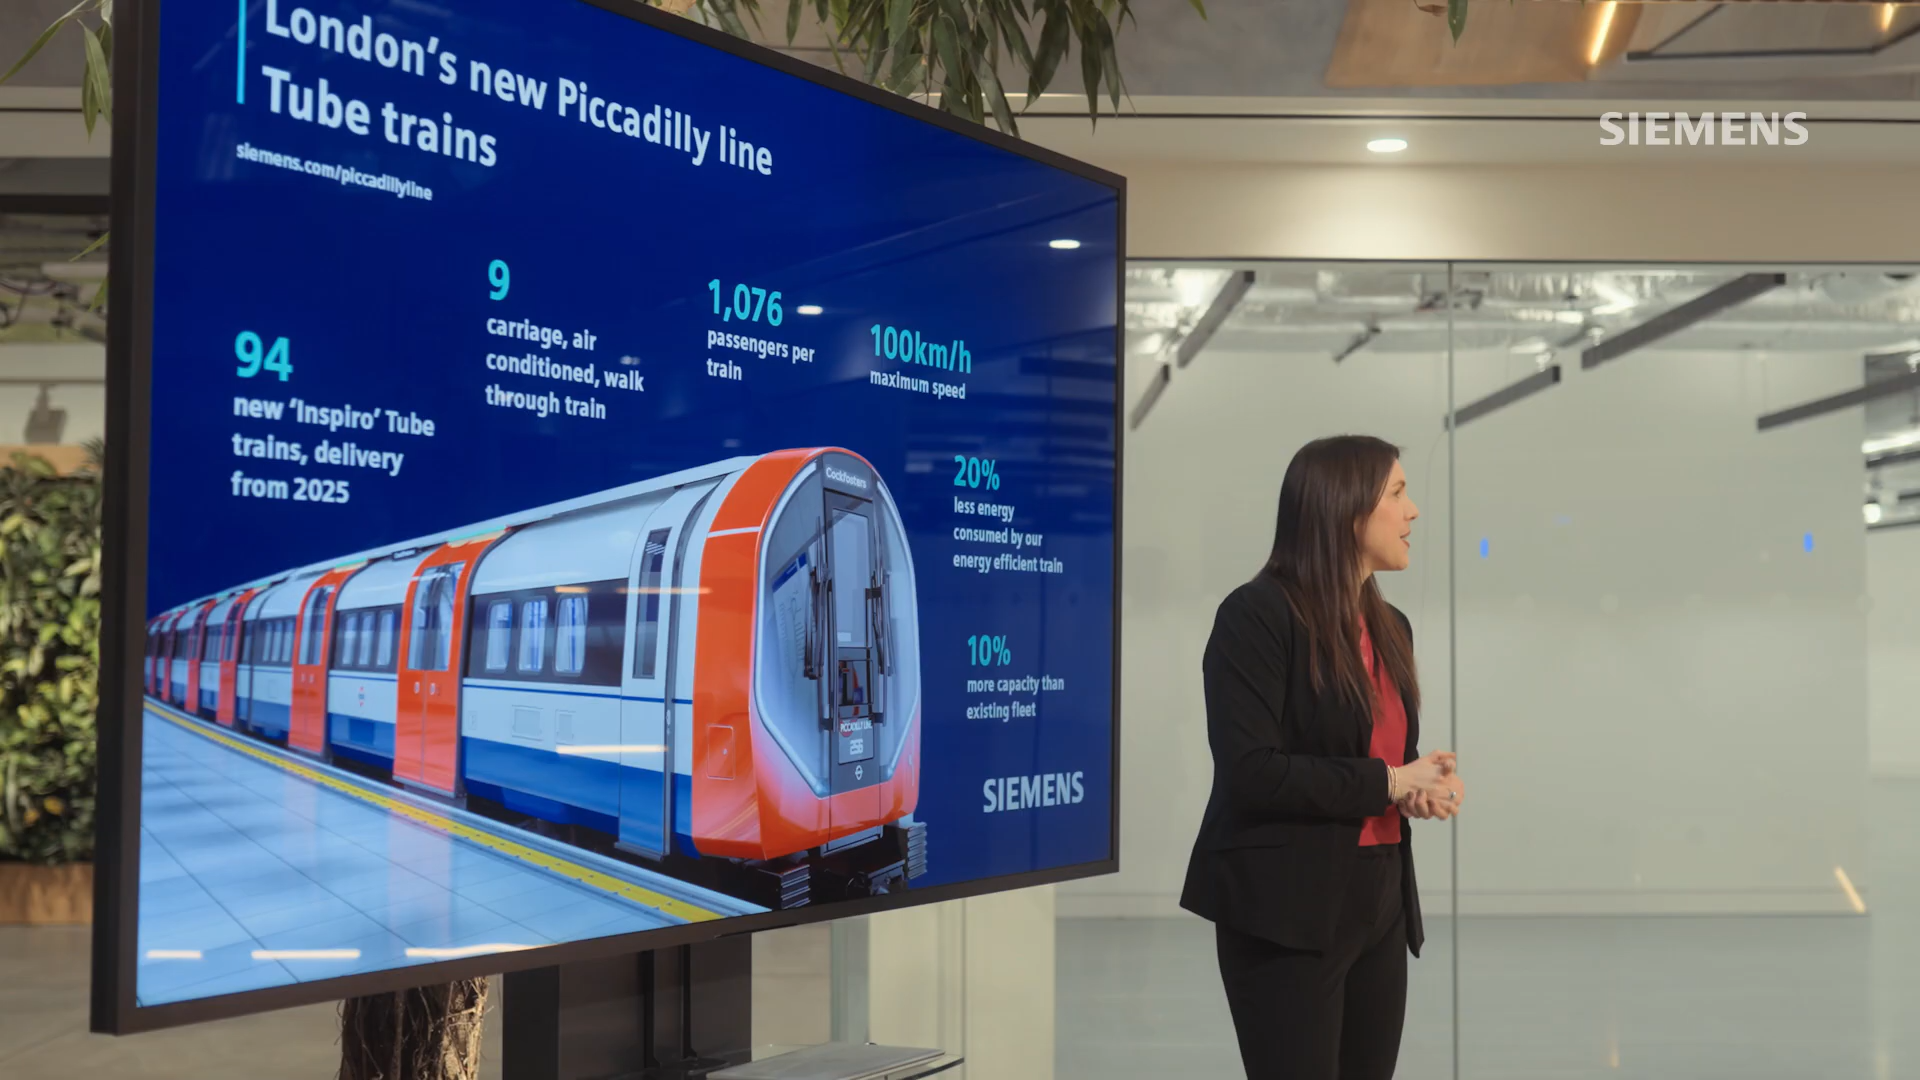 London's new Piccadilly line
Tube trains
siemens.com/piccadillyline
94
new 'Inspiro' Tube
trains, delivery
from 2025
9
carriage, air
conditioned, walk
through train
1,076
passengers per
train
100km/h
maximum speed
20%
less energy
consumed by our
energy efficient train
10%
more capacity than
existing fleet
SIEMENS
Cockfosters
PICCADILLY LINE
256
SIEMENS